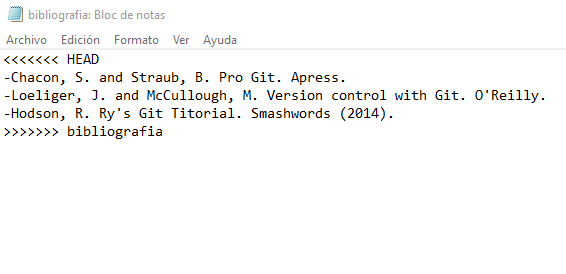 bibliografia: Bloc de notas
Archivo Edición Formato Ver Ayuda
<<<<<<< HEAD
-Chacon, S. and Straub, B. Pro Git. Apress.
-Loeliger, J. and McCullough, M. Version control with Git. O'Reilly.
-Hodson, R. Ry's Git Titorial. Smashwords (2014).
>>>>>>> bibliografia